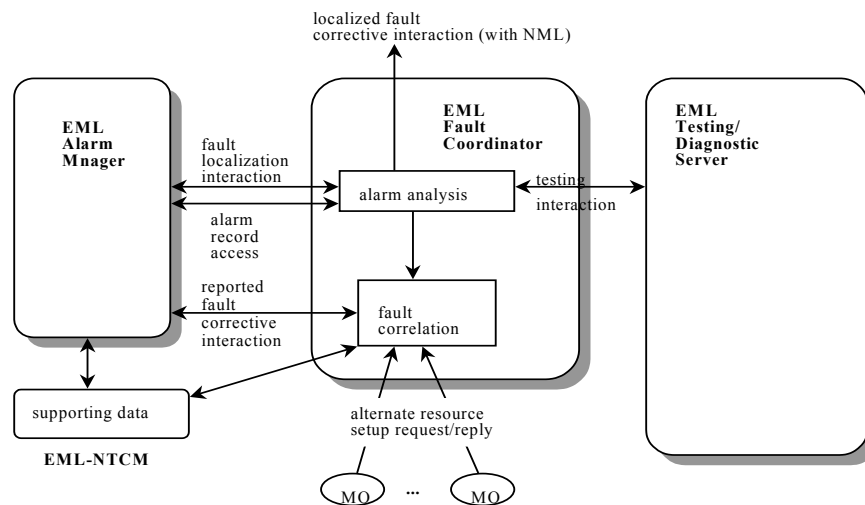 localized fault
corrective interaction (with NML)
EML
Alarm
Mnager
EML
Fault
Coordinator
EML
Testing/
Diagnostic
Server
fault
localization
interaction
alarm analysis
testing
interaction
alarm
record
access
reported
fault
corrective
interaction
fault
correlation
supporting data
EML-NTCM
alternate resource
setup request/reply
MO
...
MO